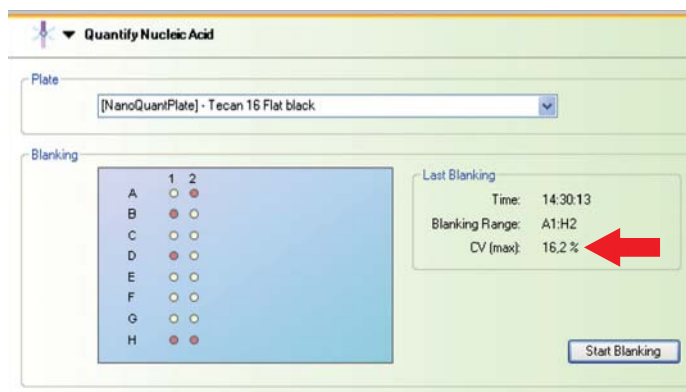 Quantify Nucleic Acid
Plate
[NanoQuantPlate] - Tecan 16 Flat black
Blanking
1 2
A
B
C
D
E
F
G
H
Last Blanking
Time: 14:30:13
Blanking Range: A1:H2
CV (max): 16,2 %
Start Blanking